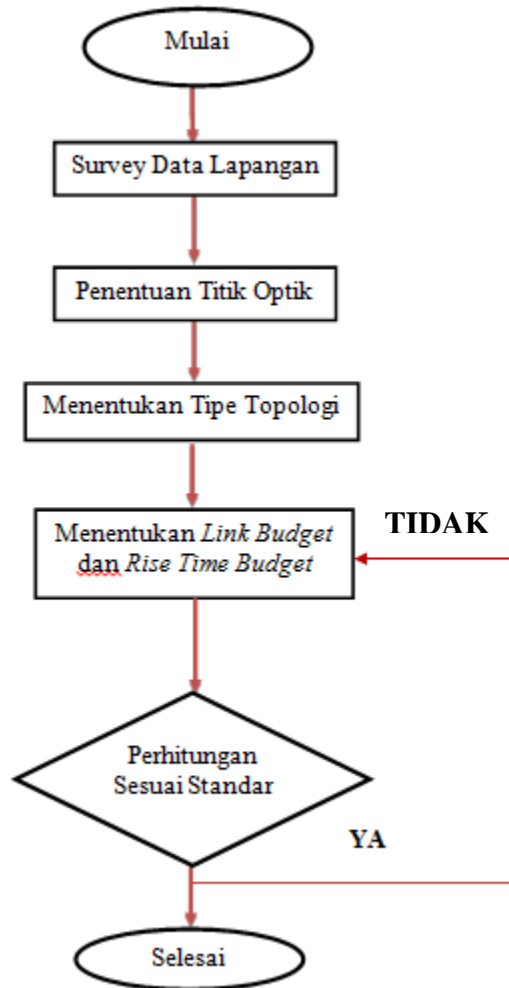 Mulai
Survey Data Lapangan
Penentuan Titik Optik
Menentukan Tipe Topologi
Menentukan Link Budget
dan Rise Time Budget
TIDAK
Perhitungan
Sesuai Standar
YA
Selesai